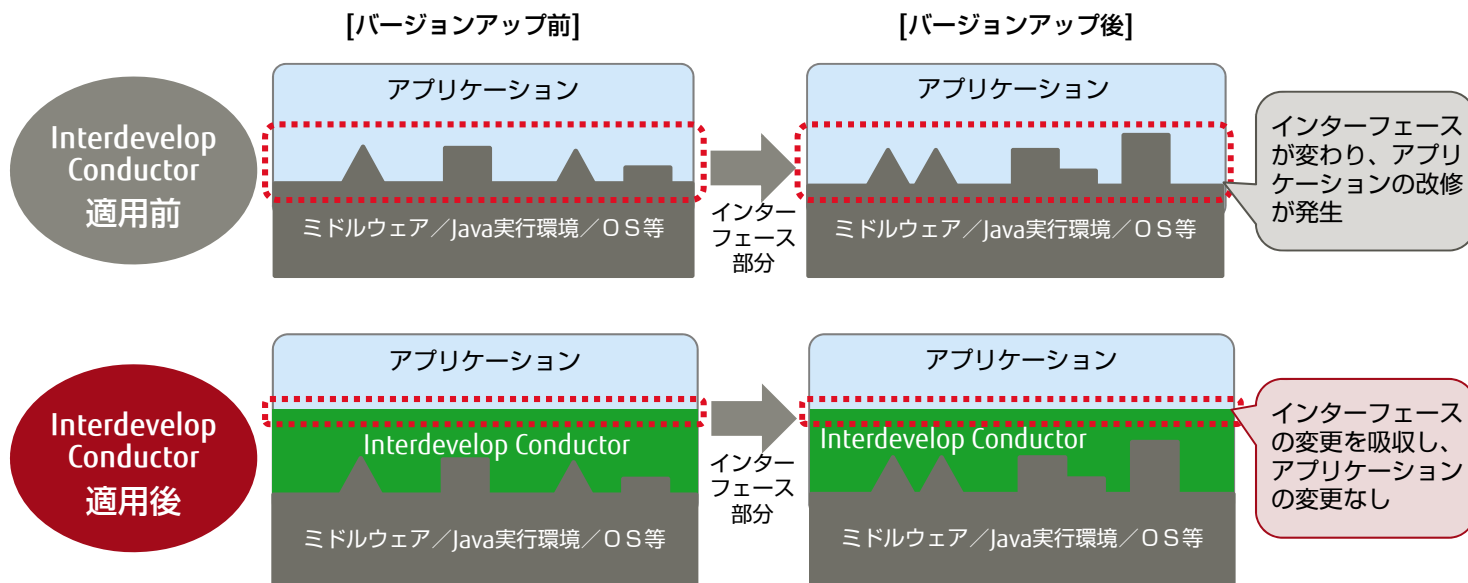 [バージョンアップ前]
[バージョンアップ後]
Interdevelop
Conductor
適用前
アプリケーション
ミドルウェア／Java実行環境／ＯＳ等
インター
フェース
部分
アプリケーション
ミドルウェア／Java実行環境／ＯＳ等
インターフェース
が変わり、アプリ
ケーションの改修
が発生
Interdevelop
Conductor
適用後
アプリケーション
Interdevelop Conductor
ミドルウェア／Java実行環境／ＯＳ等
インター
フェース
部分
アプリケーション
Interdevelop Conductor
ミドルウェア／Java実行環境／ＯＳ等
インターフェース
の変更を吸収し、
アプリケーション
の変更なし